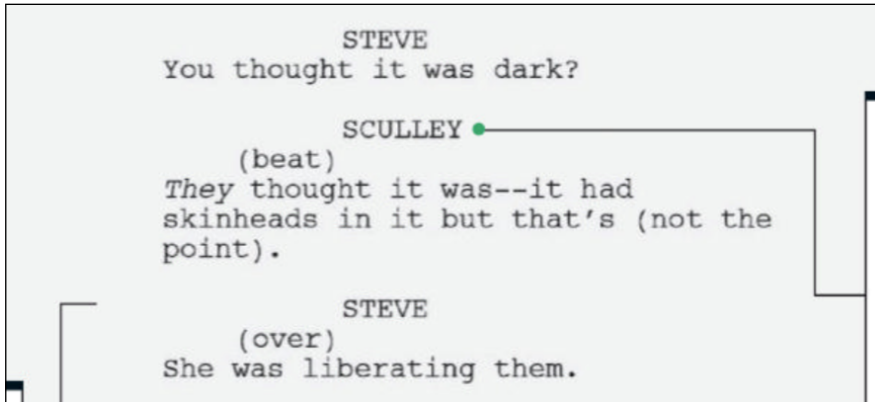 STEVE
You thought it was dark?
SCULLEY
(beat)
They thought it was--it had
skinheads in it but that's (not the
point).
STEVE
(over)
She was liberating them.